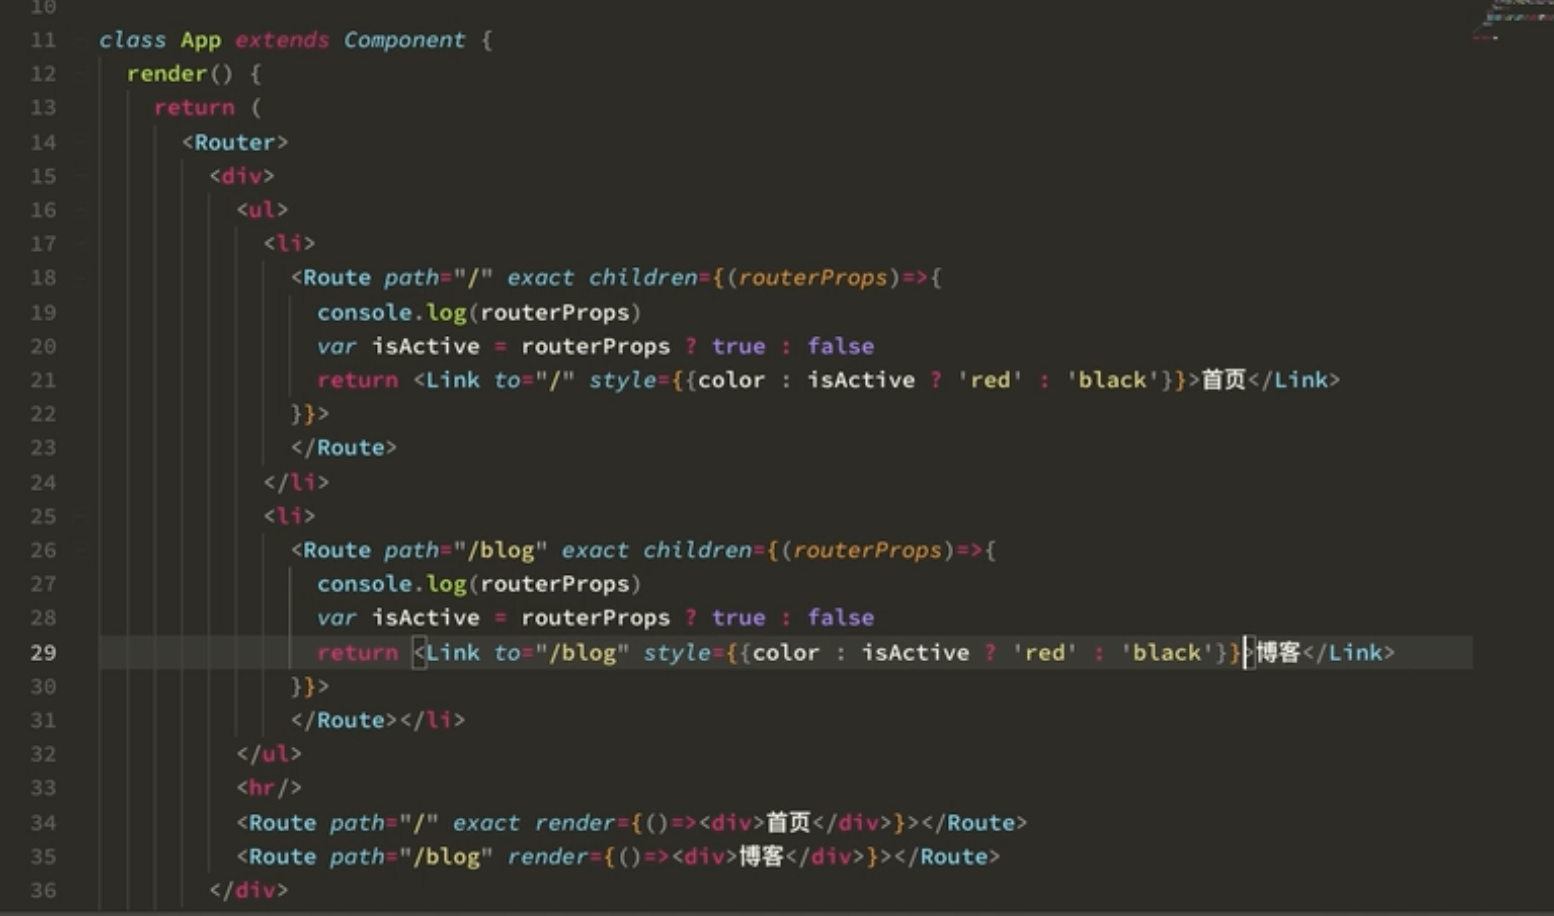 10
11 class App extends Component {
12 render() {
13 return (
14 <Router>
15 <div>
16 <ul>
17 <li>
18 <Route path="/" exact children={(routerProps)=>{
19 console.log(routerProps)
20 var isActive = routerProps ? true : false
21 return <Link to="/" style={{color : isActive ? 'red' : 'black'}}>首页</Link>
22 }}>
23 </Route>
24 </li>
25 <li>
26 <Route path="/blog" exact children={(routerProps)=>{
27 console.log(routerProps)
28 var isActive = routerProps ? true : false
29 return <Link to="/blog" style={{color : isActive ? 'red' : 'black'}}>博客</Link>
30 }}>
31 </Route></li>
32 </ul>
33 <hr/>
34 <Route path="/" exact render={()=><div>首页</div>}></Route>
35 <Route path="/blog" render={()=><div>博客</div>}></Route>
36 </div>